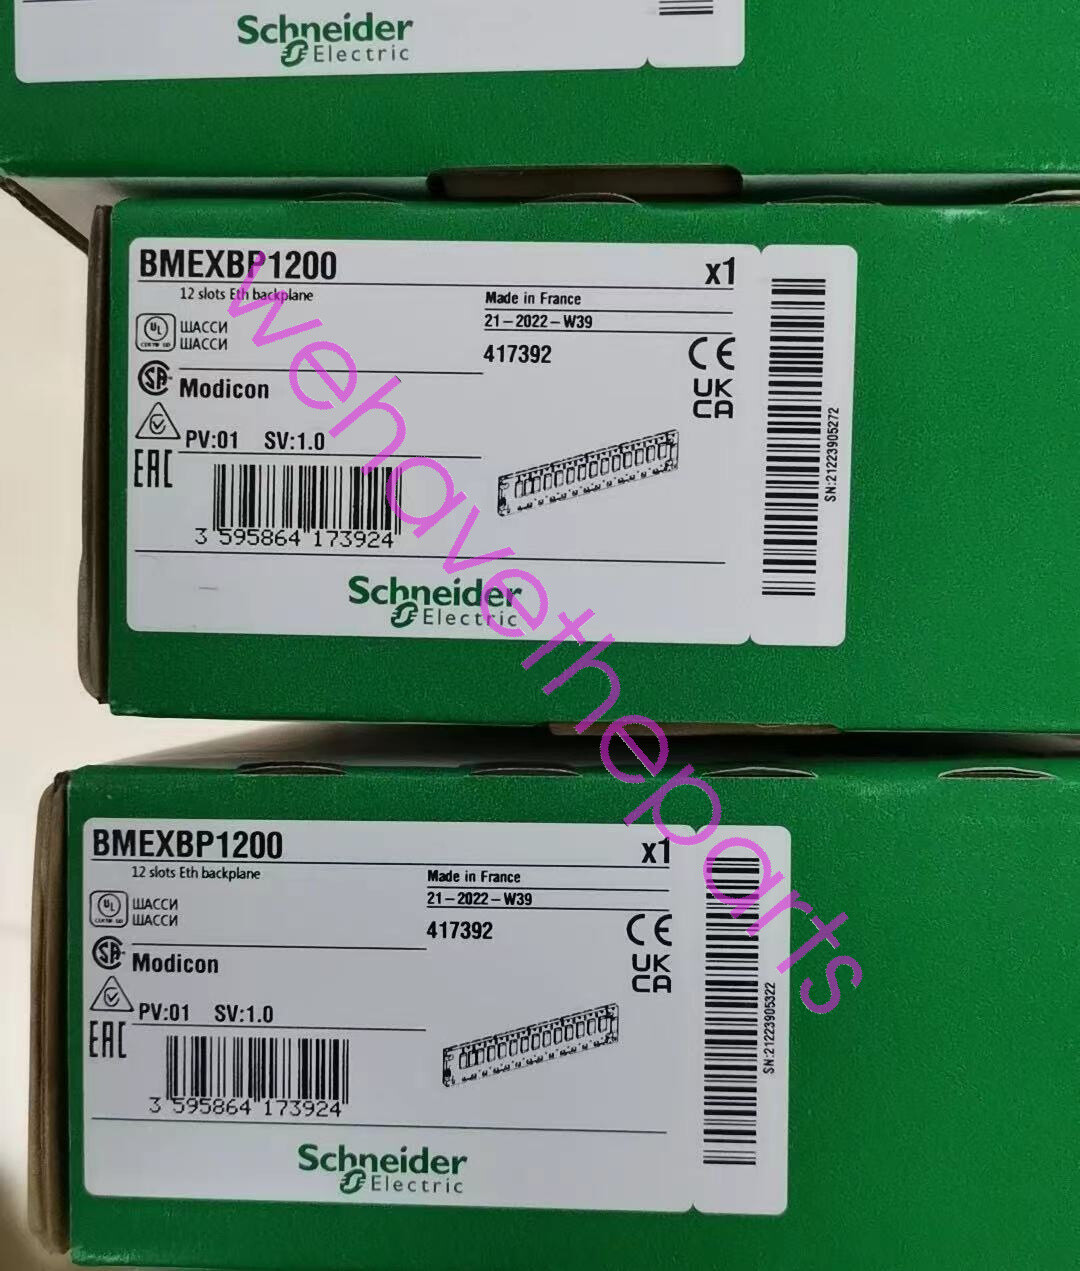 Schneider
Electric
BMEXBP1200
x1
12 slots Eth backplane
Made in France
21-2022-W39
UL
ШАССИ
ШАССИ
417392
CE
UK
CA
Modicon
PV:01 SV:1.0
EAC
3 595864 173924
SN:21223905272
Schneider
Electric
wehavetheparts
BMEXBP1200
x1
12 slots Eth backplane
Made in France
21-2022-W39
UL
ШАССИ
ШАССИ
417392
CE
UK
CA
Modicon
PV:01 SV:1.0
EAC
3 595864 173924
SN:21223905322
Schneider
Electric